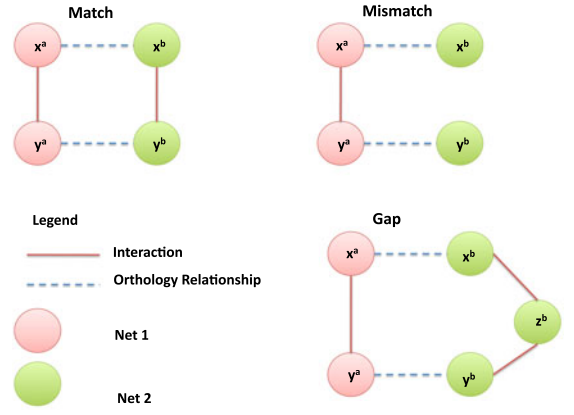 Match
Mismatch
xᵃ xᵇ
xᵃ xᵇ
yᵃ yᵇ
yᵃ yᵇ
Legend
Interaction
Orthology Relationship
Net 1
Net 2
Gap
xᵃ xᵇ
zᵇ
yᵃ yᵇ